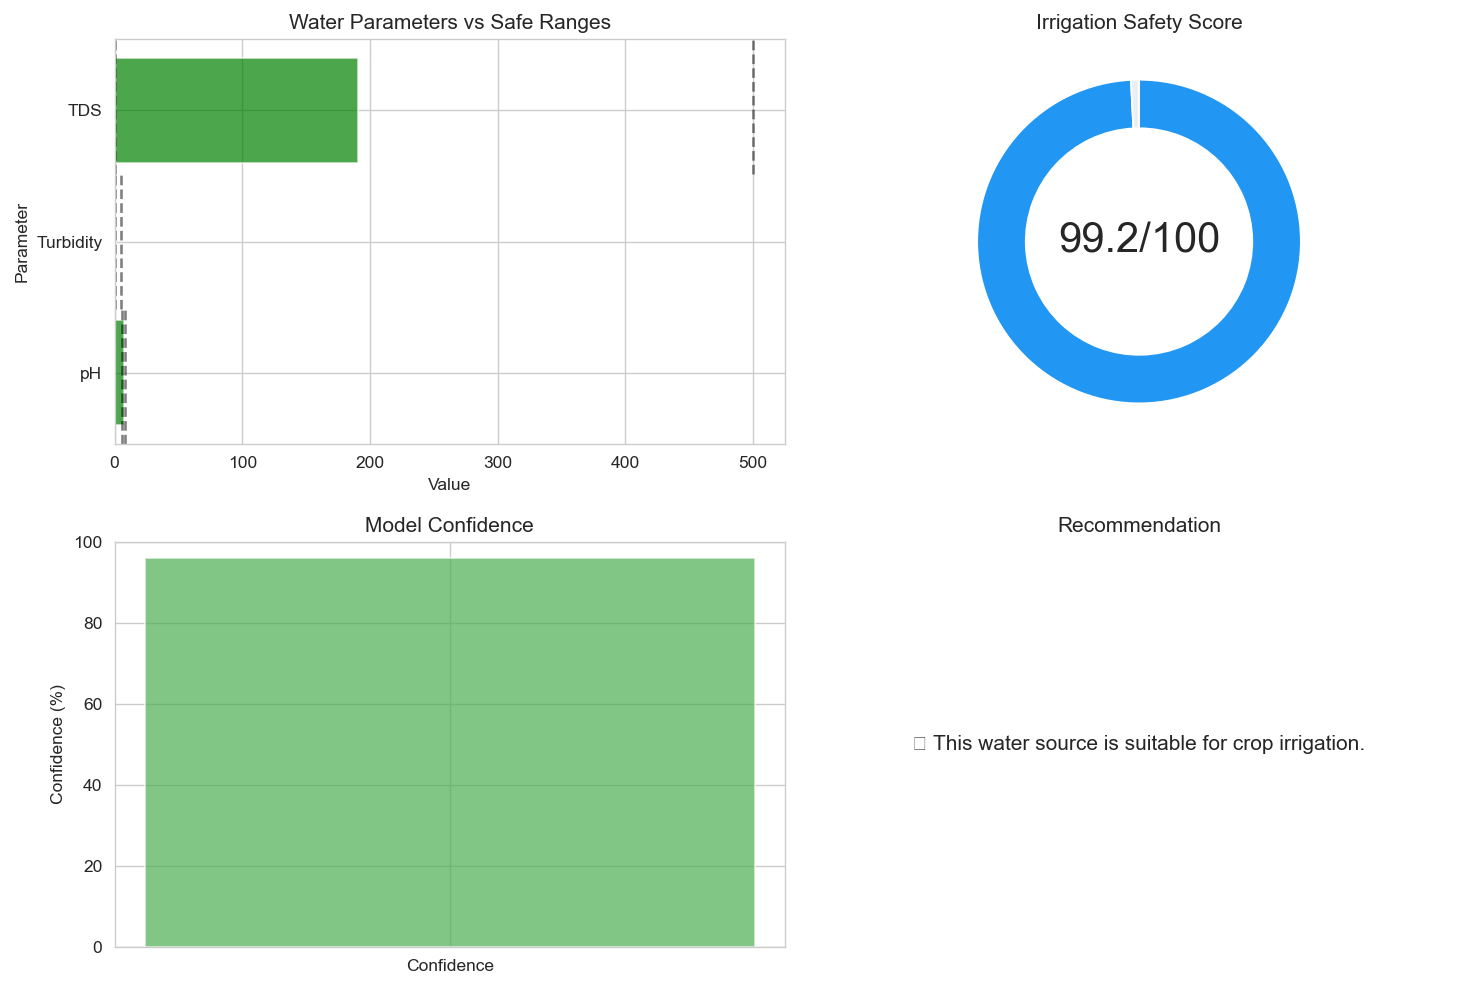 Water Parameters vs Safe Ranges
Parameter
TDS
Turbidity
pH
0 100 200 300 400 500
Value
Irrigation Safety Score
99.2/100
Model Confidence
Confidence (%)
100
80
60
40
20
0
Confidence
Recommendation
▯ This water source is suitable for crop irrigation.